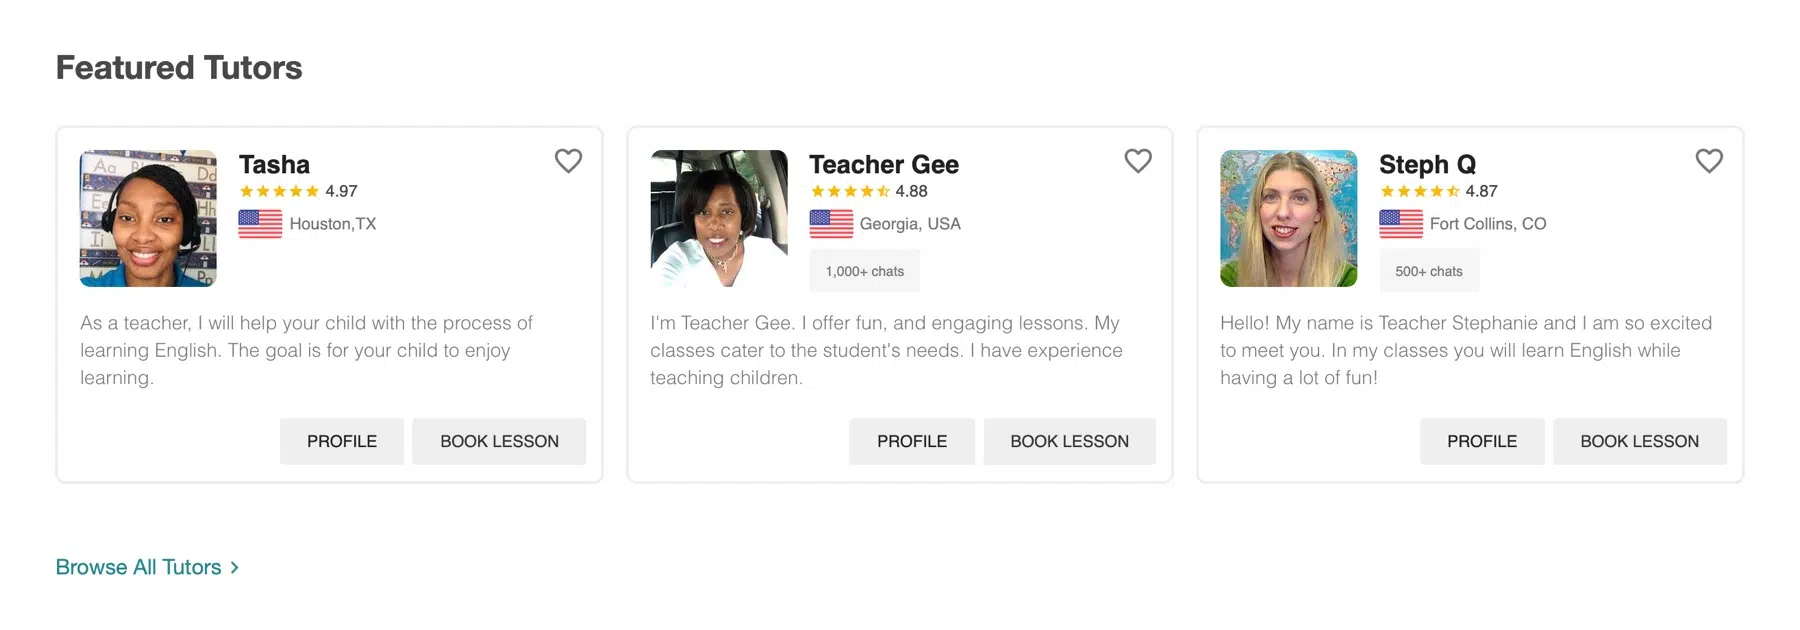 Featured Tutors
Tasha
4.97
Houston,TX
As a teacher, I will help your child with the process of
learning English. The goal is for your child to enjoy
learning.
PROFILE
BOOK LESSON
Teacher Gee
4.88
Georgia, USA
1,000+ chats
I'm Teacher Gee. I offer fun, and engaging lessons. My
classes cater to the student's needs. I have experience
teaching children.
PROFILE
BOOK LESSON
Steph Q
4.87
Fort Collins, CO
500+ chats
Hello! My name is Teacher Stephanie and I am so excited
to meet you. In my classes you will learn English while
having a lot of fun!
PROFILE
BOOK LESSON
Browse All Tutors >